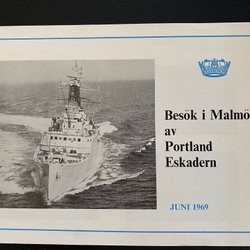 Besök i Malmö
av
Portland
Eskadern
JUNI 1969